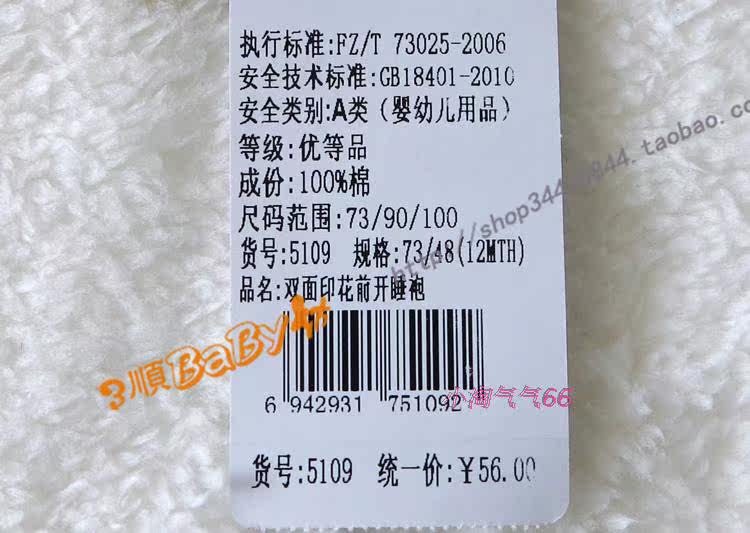 执行标准:FZ/T 73025-2006
安全技术标准:GB18401-2010
安全类别:A类(婴幼儿用品)
等级:优等品
成份:100%棉
尺码范围:73/90/100
货号:5109 规格:73/48(12MTH)
品名:双面印花前开睡袍
3顺BaBy
6 942931 751092
小淘气气66
货号:5109 统一价:¥56.00